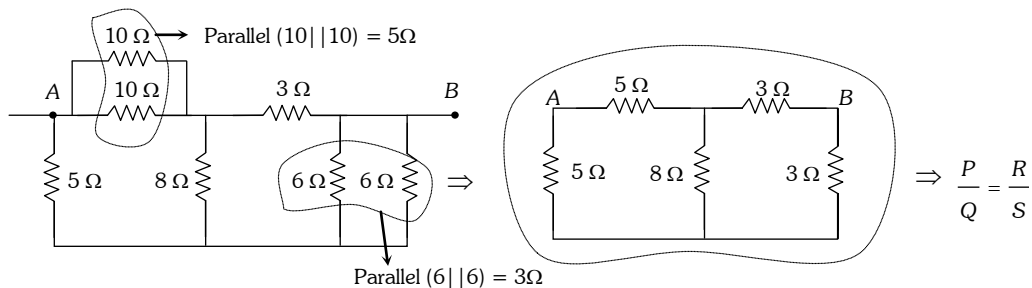 10 Ω
Parallel (10||10) = 5Ω
A
10 Ω
3 Ω
B
5 Ω
8 Ω
6 Ω
6 Ω
⇒
Parallel (6||6) = 3Ω
A
5 Ω
3 Ω
B
5 Ω
8 Ω
3 Ω
⇒ P/Q = R/S